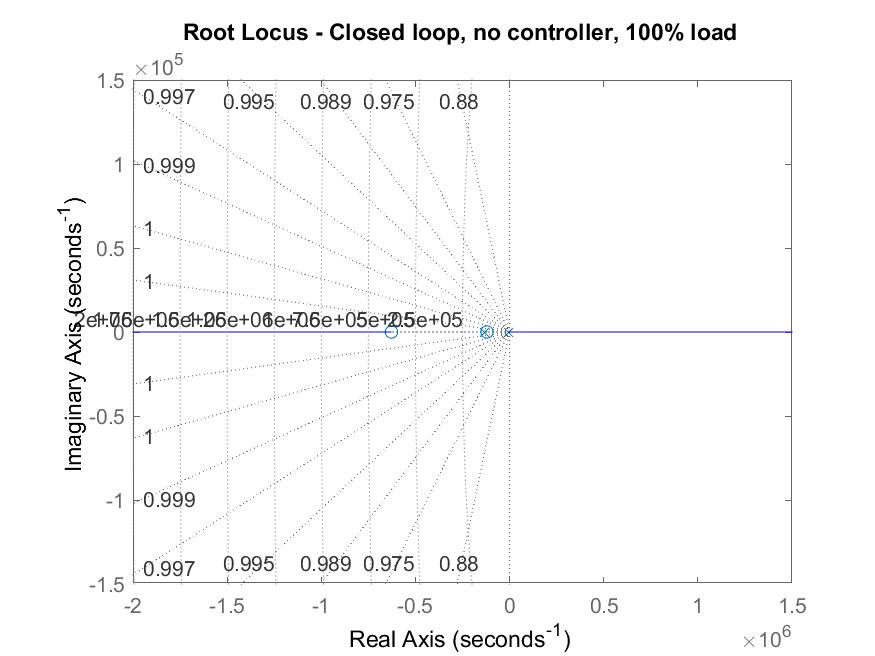 Root Locus - Closed loop, no controller, 100% load
×10^5
1.5
0.997 0.995 0.989 0.975 0.88
1 0.999
1
0.5
1
0
1
-0.5
1
-1 0.999
0.997 0.995 0.989 0.975 0.88
-1.5
-2 -1.5 -1 -0.5 0 0.5 1 1.5
Real Axis (seconds^-1)
×10^6
Imaginary Axis (seconds^-1)